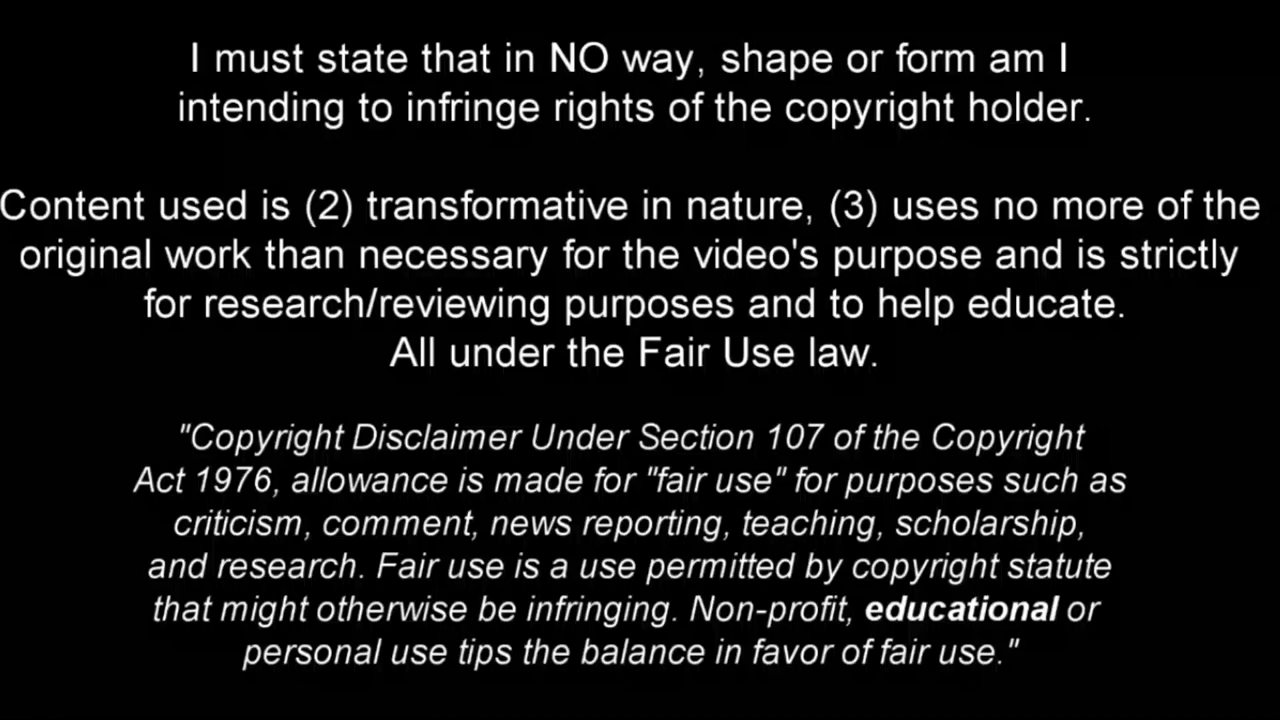 I must state that in NO way, shape or form am I
intending to infringe rights of the copyright holder.
Content used is (2) transformative in nature, (3) uses no more of the
original work than necessary for the video's purpose and is strictly
for research/reviewing purposes and to help educate.
All under the Fair Use law.
"Copyright Disclaimer Under Section 107 of the Copyright
Act 1976, allowance is made for "fair use" for purposes such as
criticism, comment, news reporting, teaching, scholarship,
and research. Fair use is a use permitted by copyright statute
that might otherwise be infringing. Non-profit, educational or
personal use tips the balance in favor of fair use."